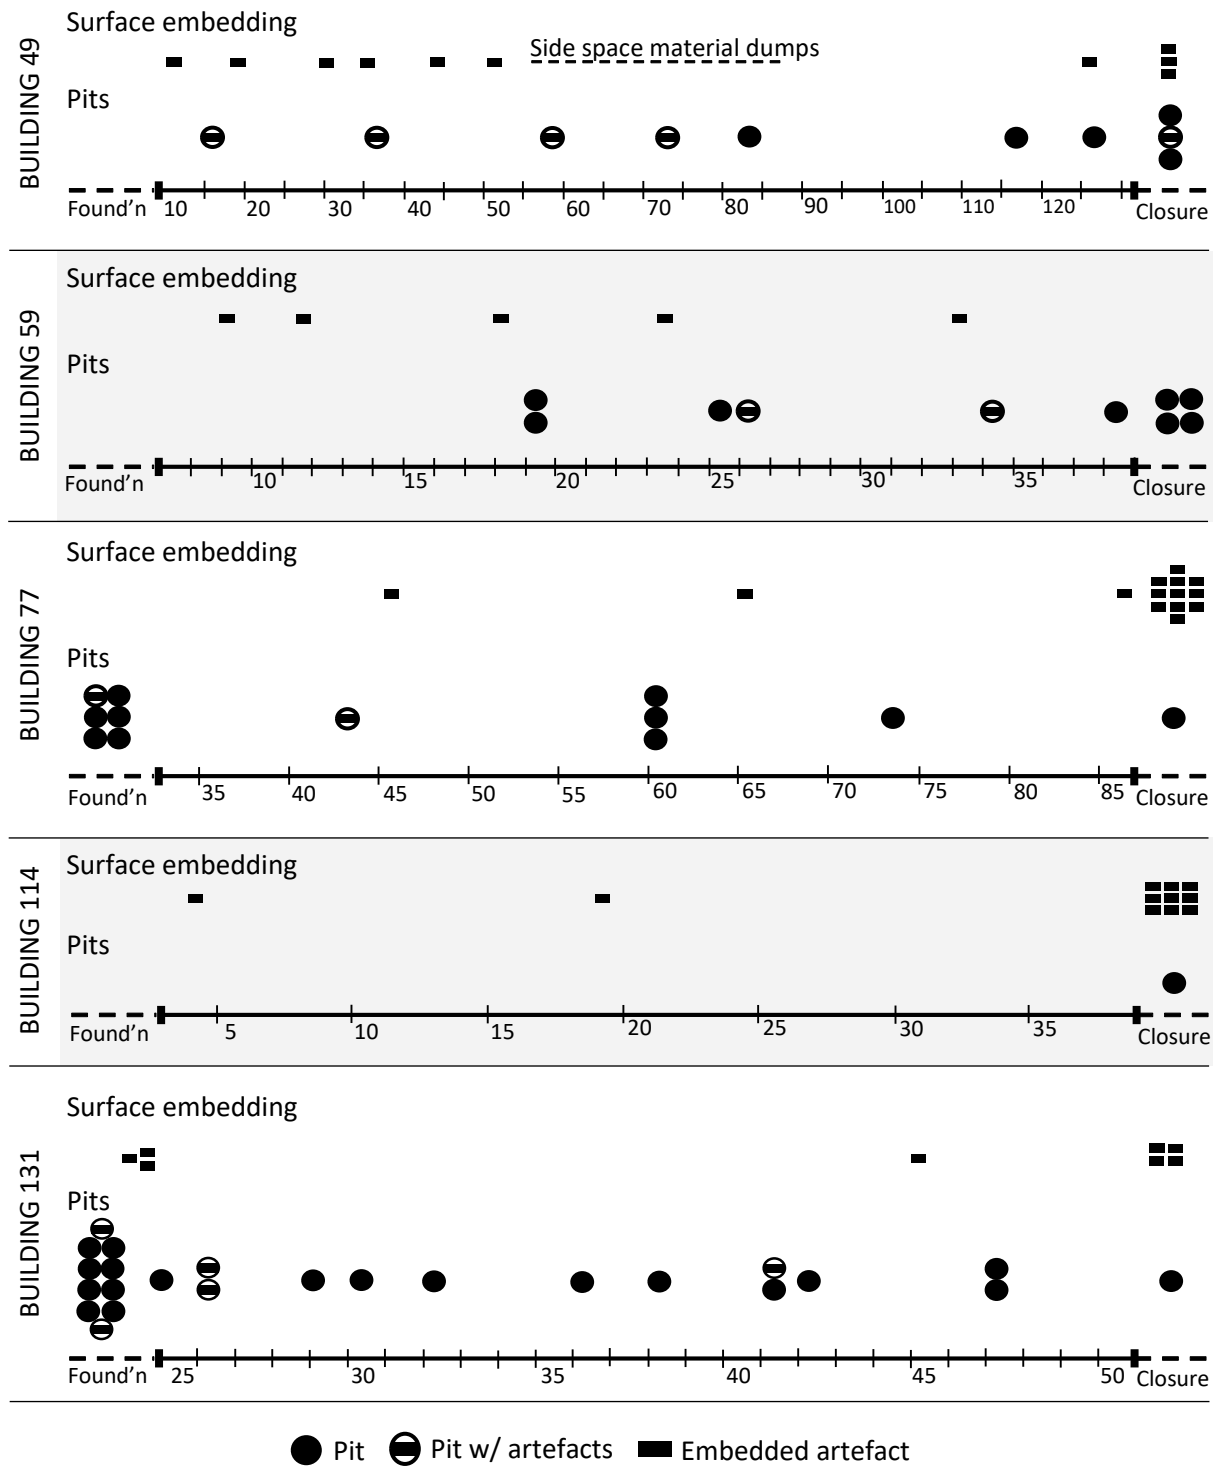 BUILDING 49
Surface embedding
Side space material dumps
Pits
Found'n 10 20 30 40 50 60 70 80 90 100 110 120 Closure
BUILDING 59
Surface embedding
Pits
Found'n 10 15 20 25 30 35 Closure
BUILDING 77
Surface embedding
Pits
Found'n 35 40 45 50 55 60 65 70 75 80 85 Closure
BUILDING 114
Surface embedding
Pits
Found'n 5 10 15 20 25 30 35 Closure
BUILDING 131
Surface embedding
Pits
Found'n 25 30 35 40 45 50 Closure
Pit Pit w/ artefacts Embedded artefact